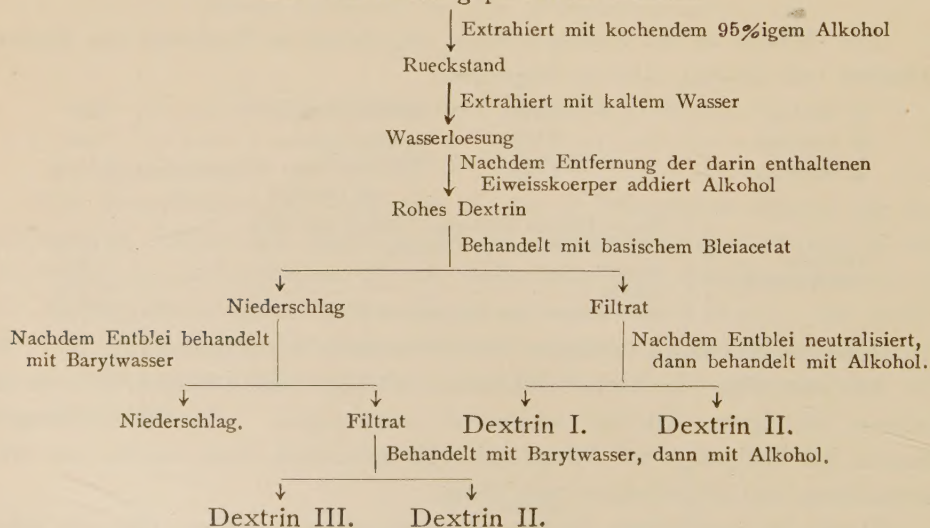 Extrahiert mit kochendem 95%igem Alkohol
Rueckstand
Extrahiert mit kaltem Wasser
Wasserloesung
Nachdem Entfernung der darin enthaltenen
Eiweisskoerper addiert Alkohol
Rohes Dextrin
Behandelt mit basischem Bleiacetat
Niederschlag
Filtrat
Nachdem Entblei behandelt
mit Barytwasser
Nachdem Entblei neutralisiert,
dann behandelt mit Alkohol.
Niederschlag.
Filtrat
Dextrin I.
Dextrin II.
Behandelt mit Barytwasser, dann mit Alkohol.
Dextrin III.
Dextrin II.